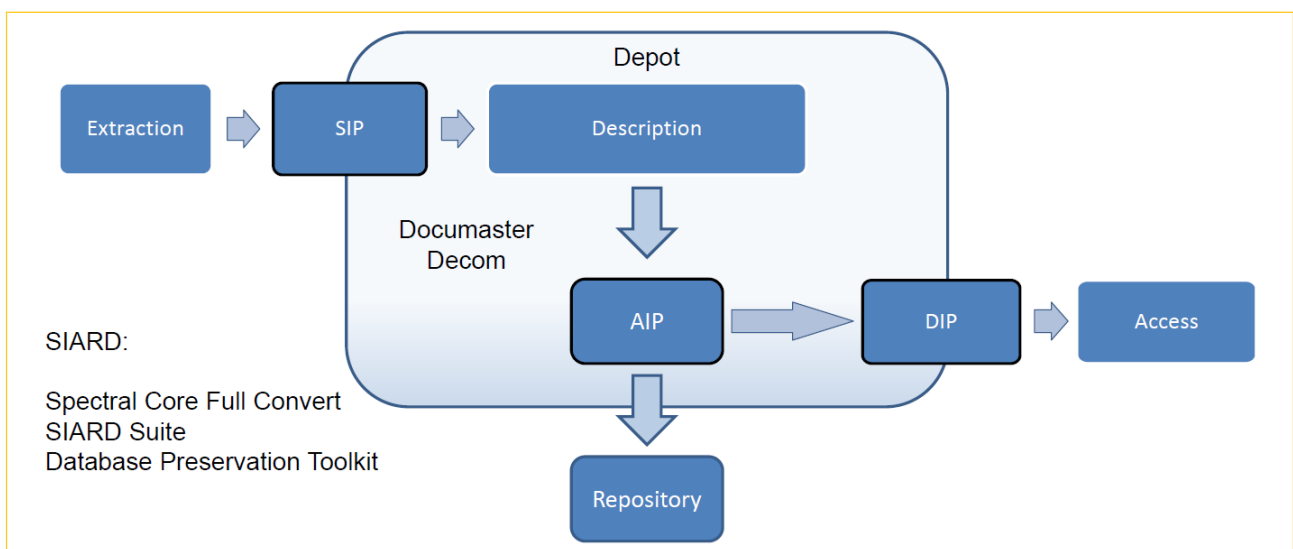 Depot
Extraction
SIP
Description
Documaster
Decom
AIP
DIP
Access
SIARD:
Spectral Core Full Convert
SIARD Suite
Database Preservation Toolkit
Repository